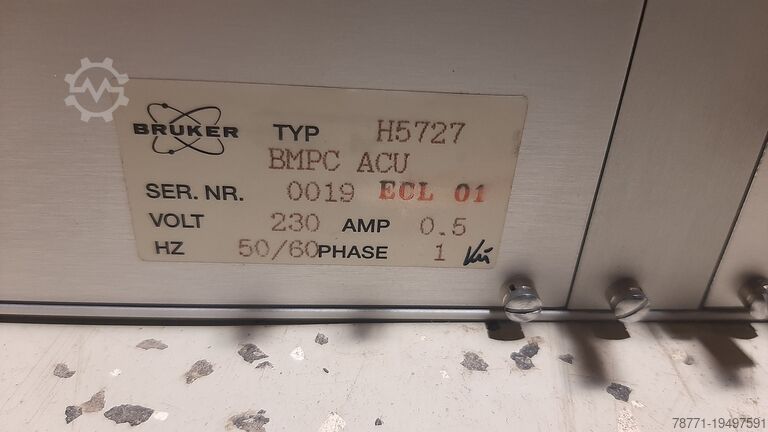 BRUKER TYP H5727
BMPC ACU
SER. NR. 0019 ECL 01
VOLT 230 AMP 0.5
HZ 50/60 PHASE 1
78771-19497591